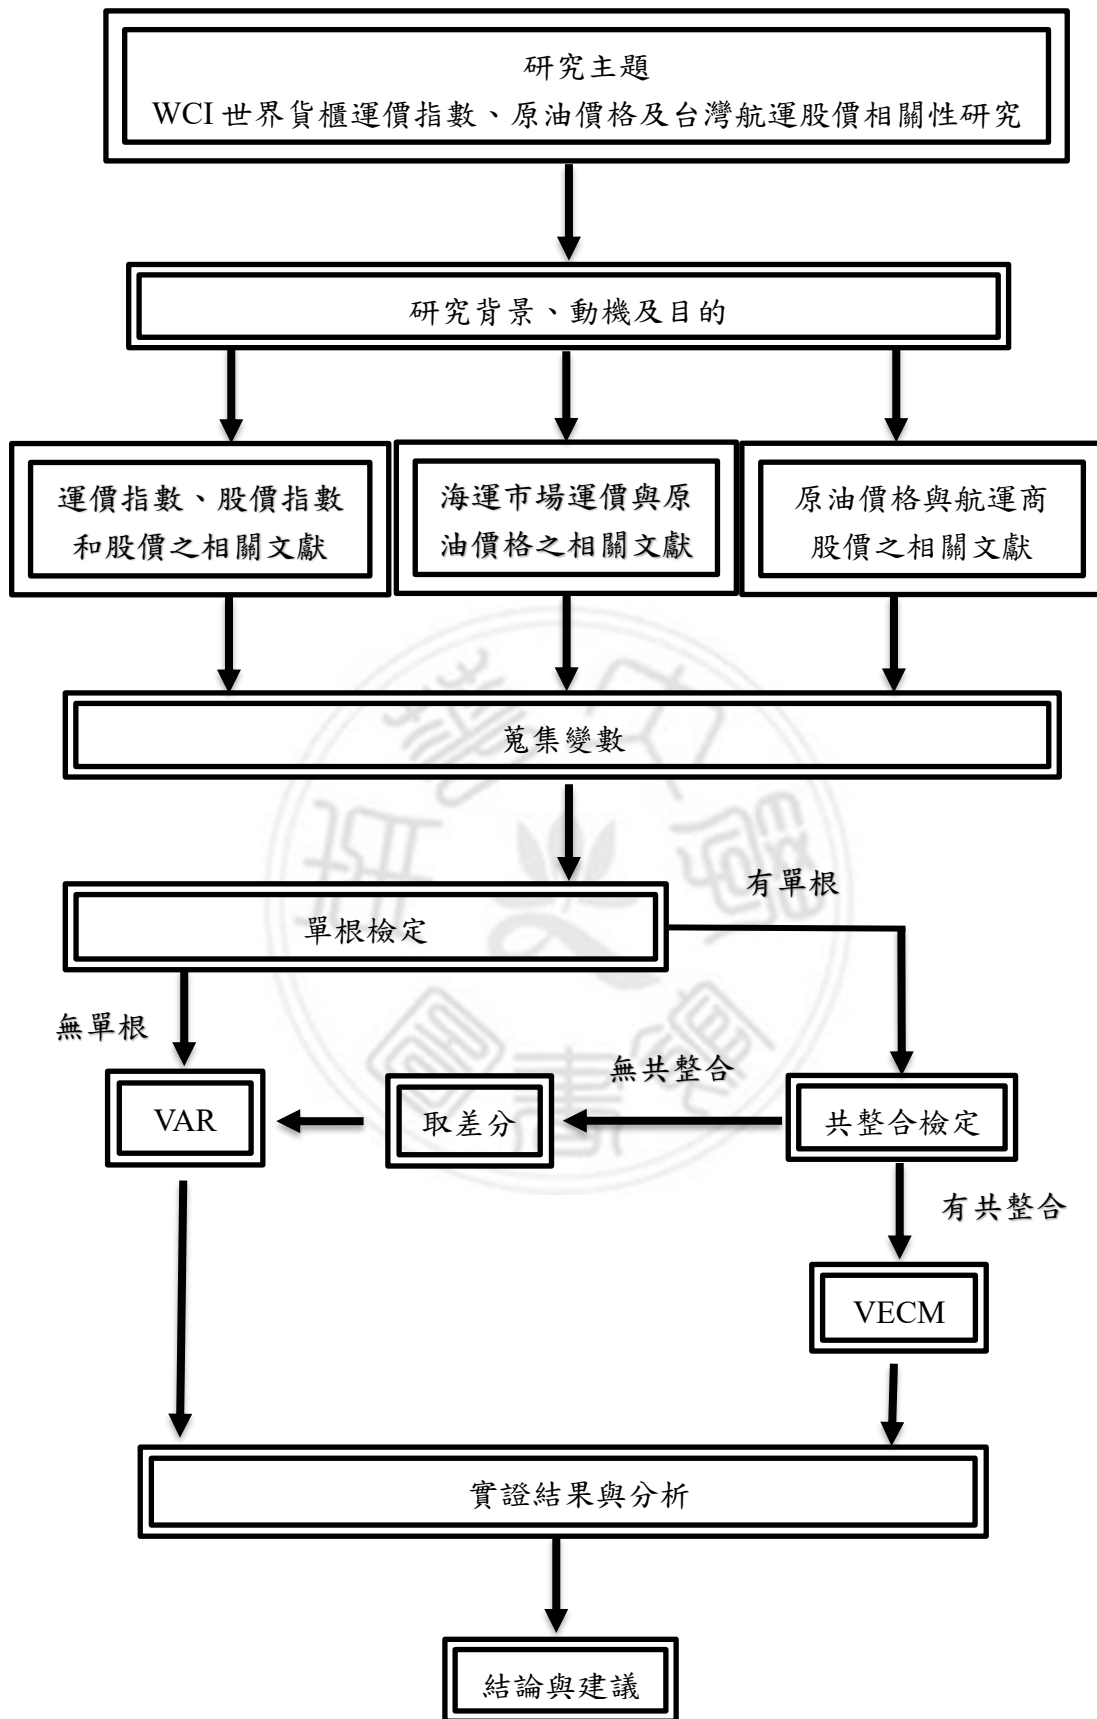 研究主題
WCI 世界貨櫃運價指數、原油價格及台灣航運股價相關性研究
研究背景、動機及目的
運價指數、股價指數
和股價之相關文獻
海運市場運價與原
油價格之相關文獻
原油價格與航運商
股價之相關文獻
蒐集變數
有單根
單根檢定
無單根
無共整合
VAR
取差分
共整合檢定
有共整合
VECM
實證結果與分析
結論與建議